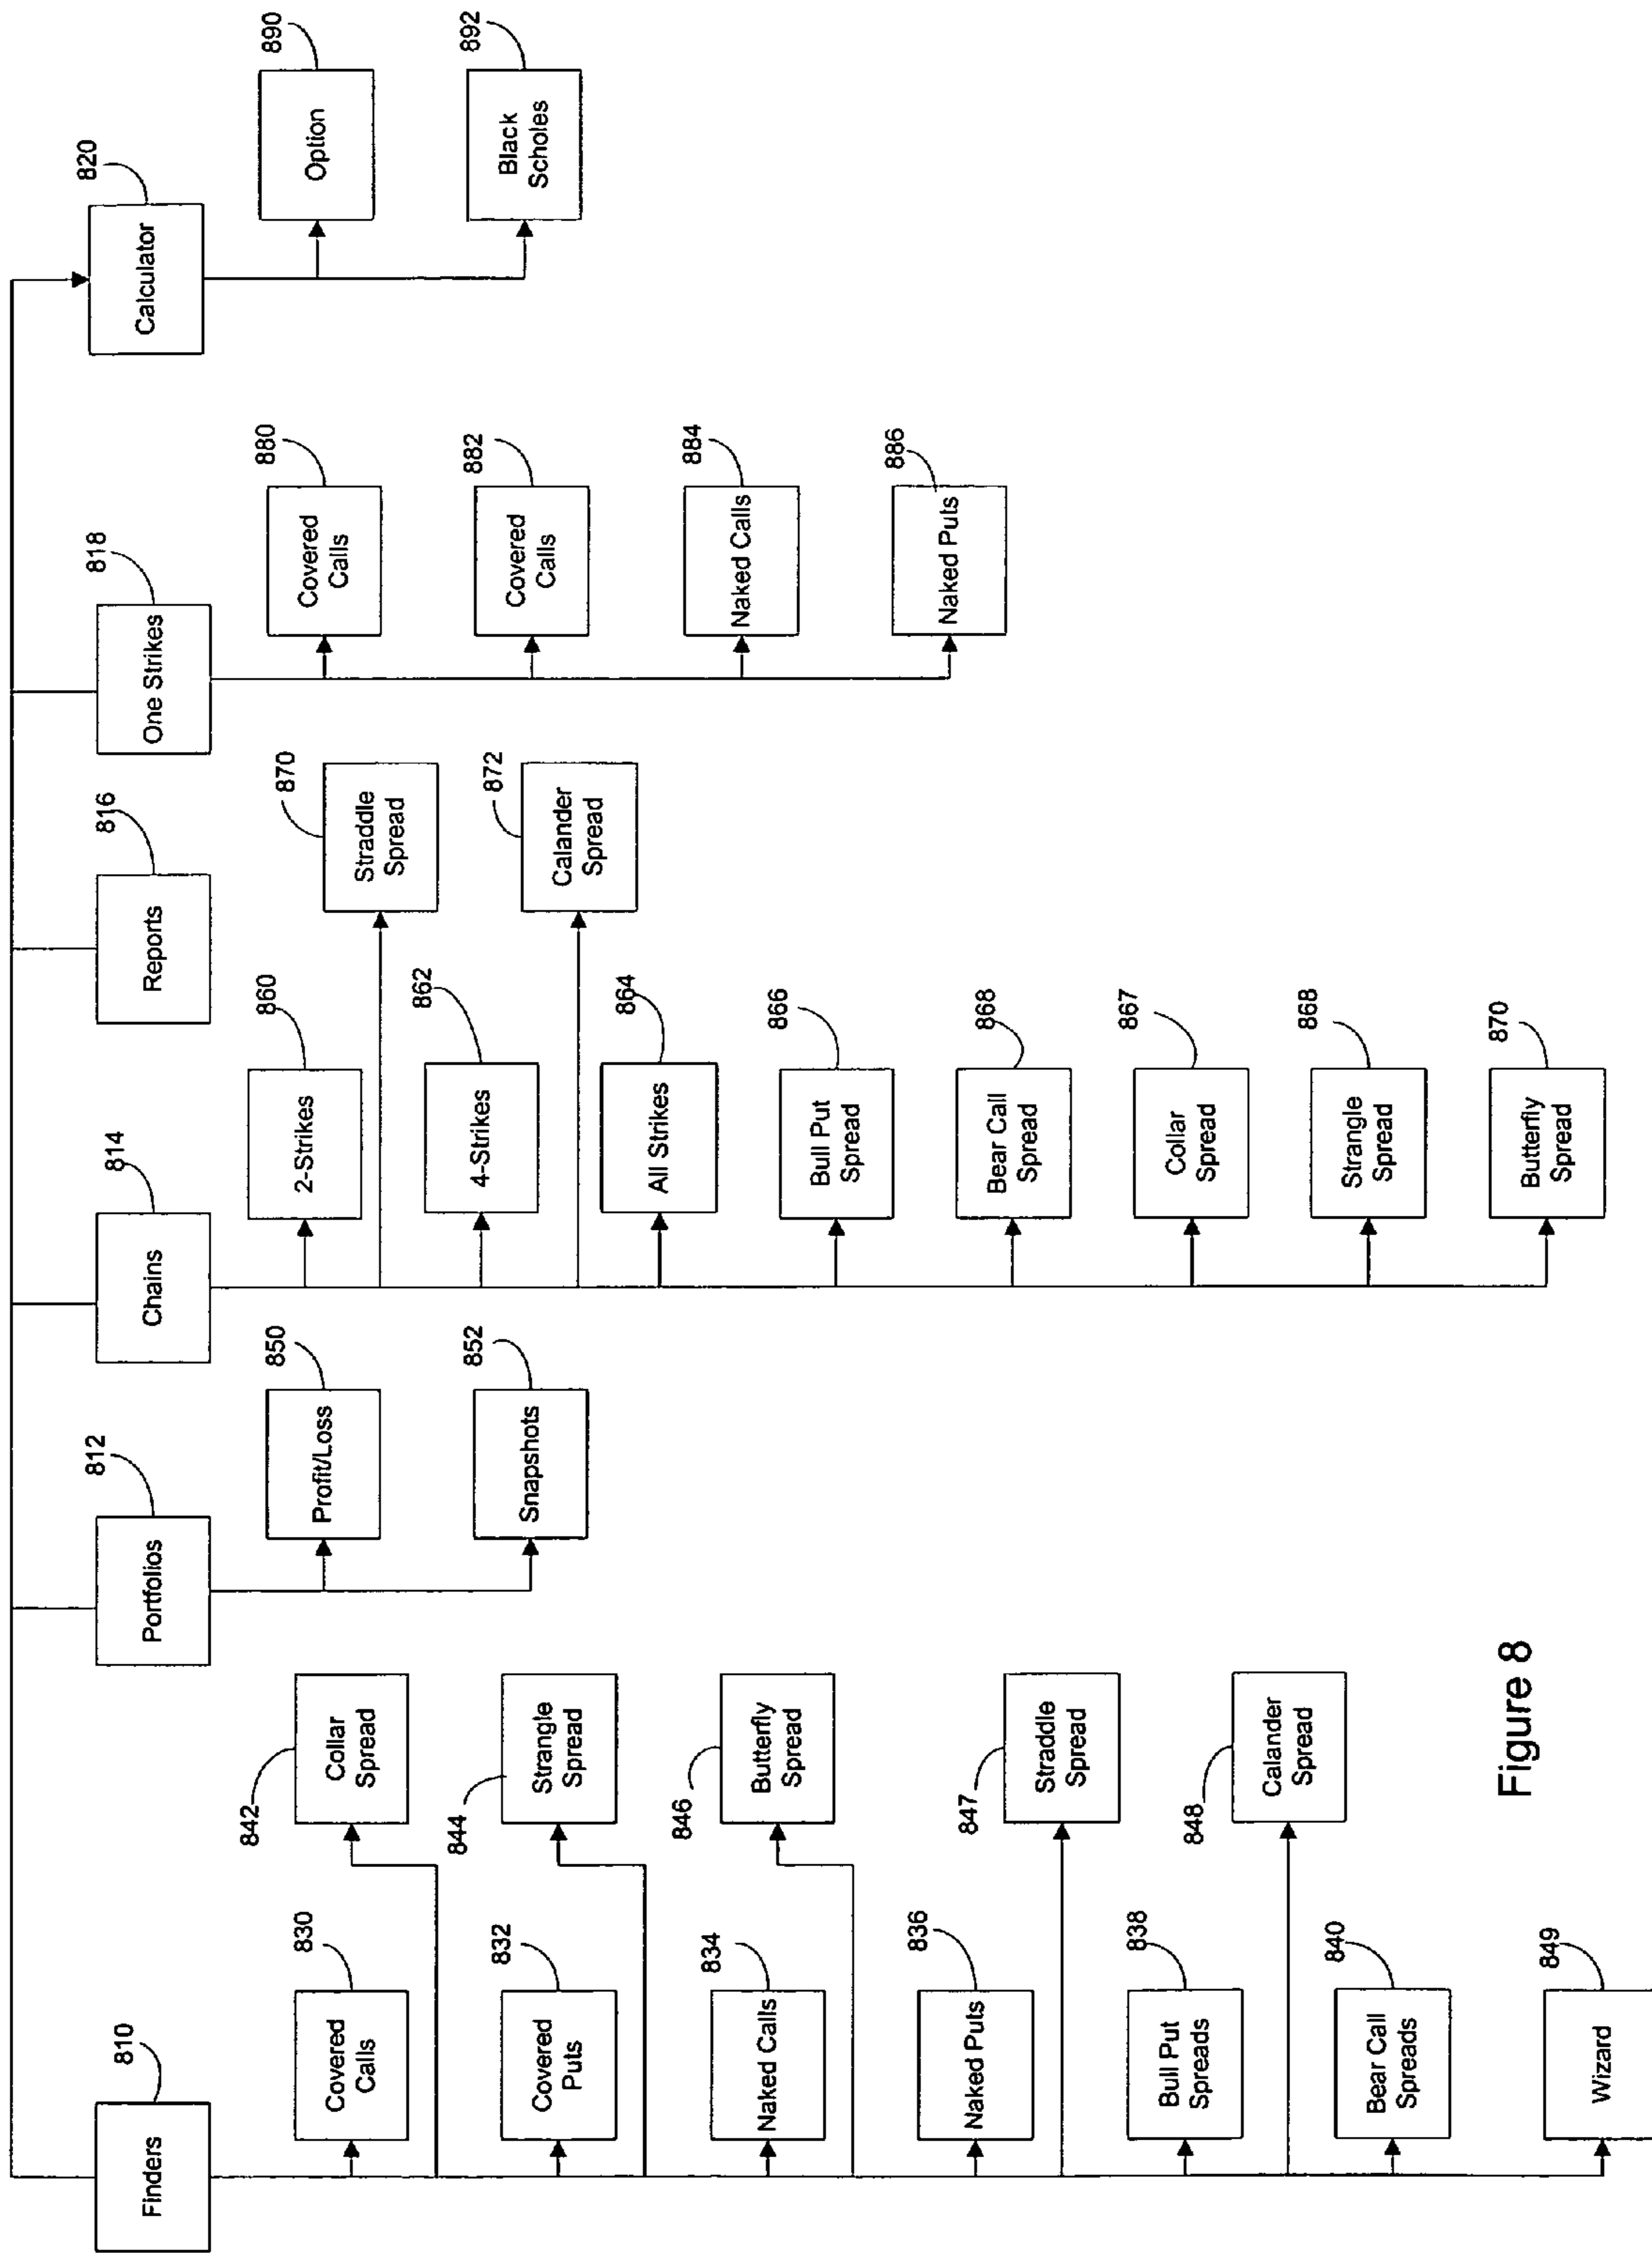 810
Finders
830
Covered
Calls
842
Collar
Spread
832
Covered
Puts
844
Strangle
Spread
834
Naked Calls
846
Butterfly
Spread
836
Naked Puts
847
Straddle
Spread
838
Bull Put
Spreads
848
Calander
Spread
840
Bear Call
Spreads
849
Wizard
812
Portfolios
850
Profit/Loss
852
Snapshots
814
Chains
860
2-Strikes
870
Straddle
Spread
862
4-Strikes
872
Calander
Spread
864
All Strikes
866
Bull Put
Spread
868
Bear Call
Spread
867
Collar
Spread
868
Strangle
Spread
870
Butterfly
Spread
816
Reports
818
One Strikes
880
Covered
Calls
882
Covered
Calls
884
Naked Calls
886
Naked Puts
820
Calculator
890
Option
892
Black
Scholes
Figure 8